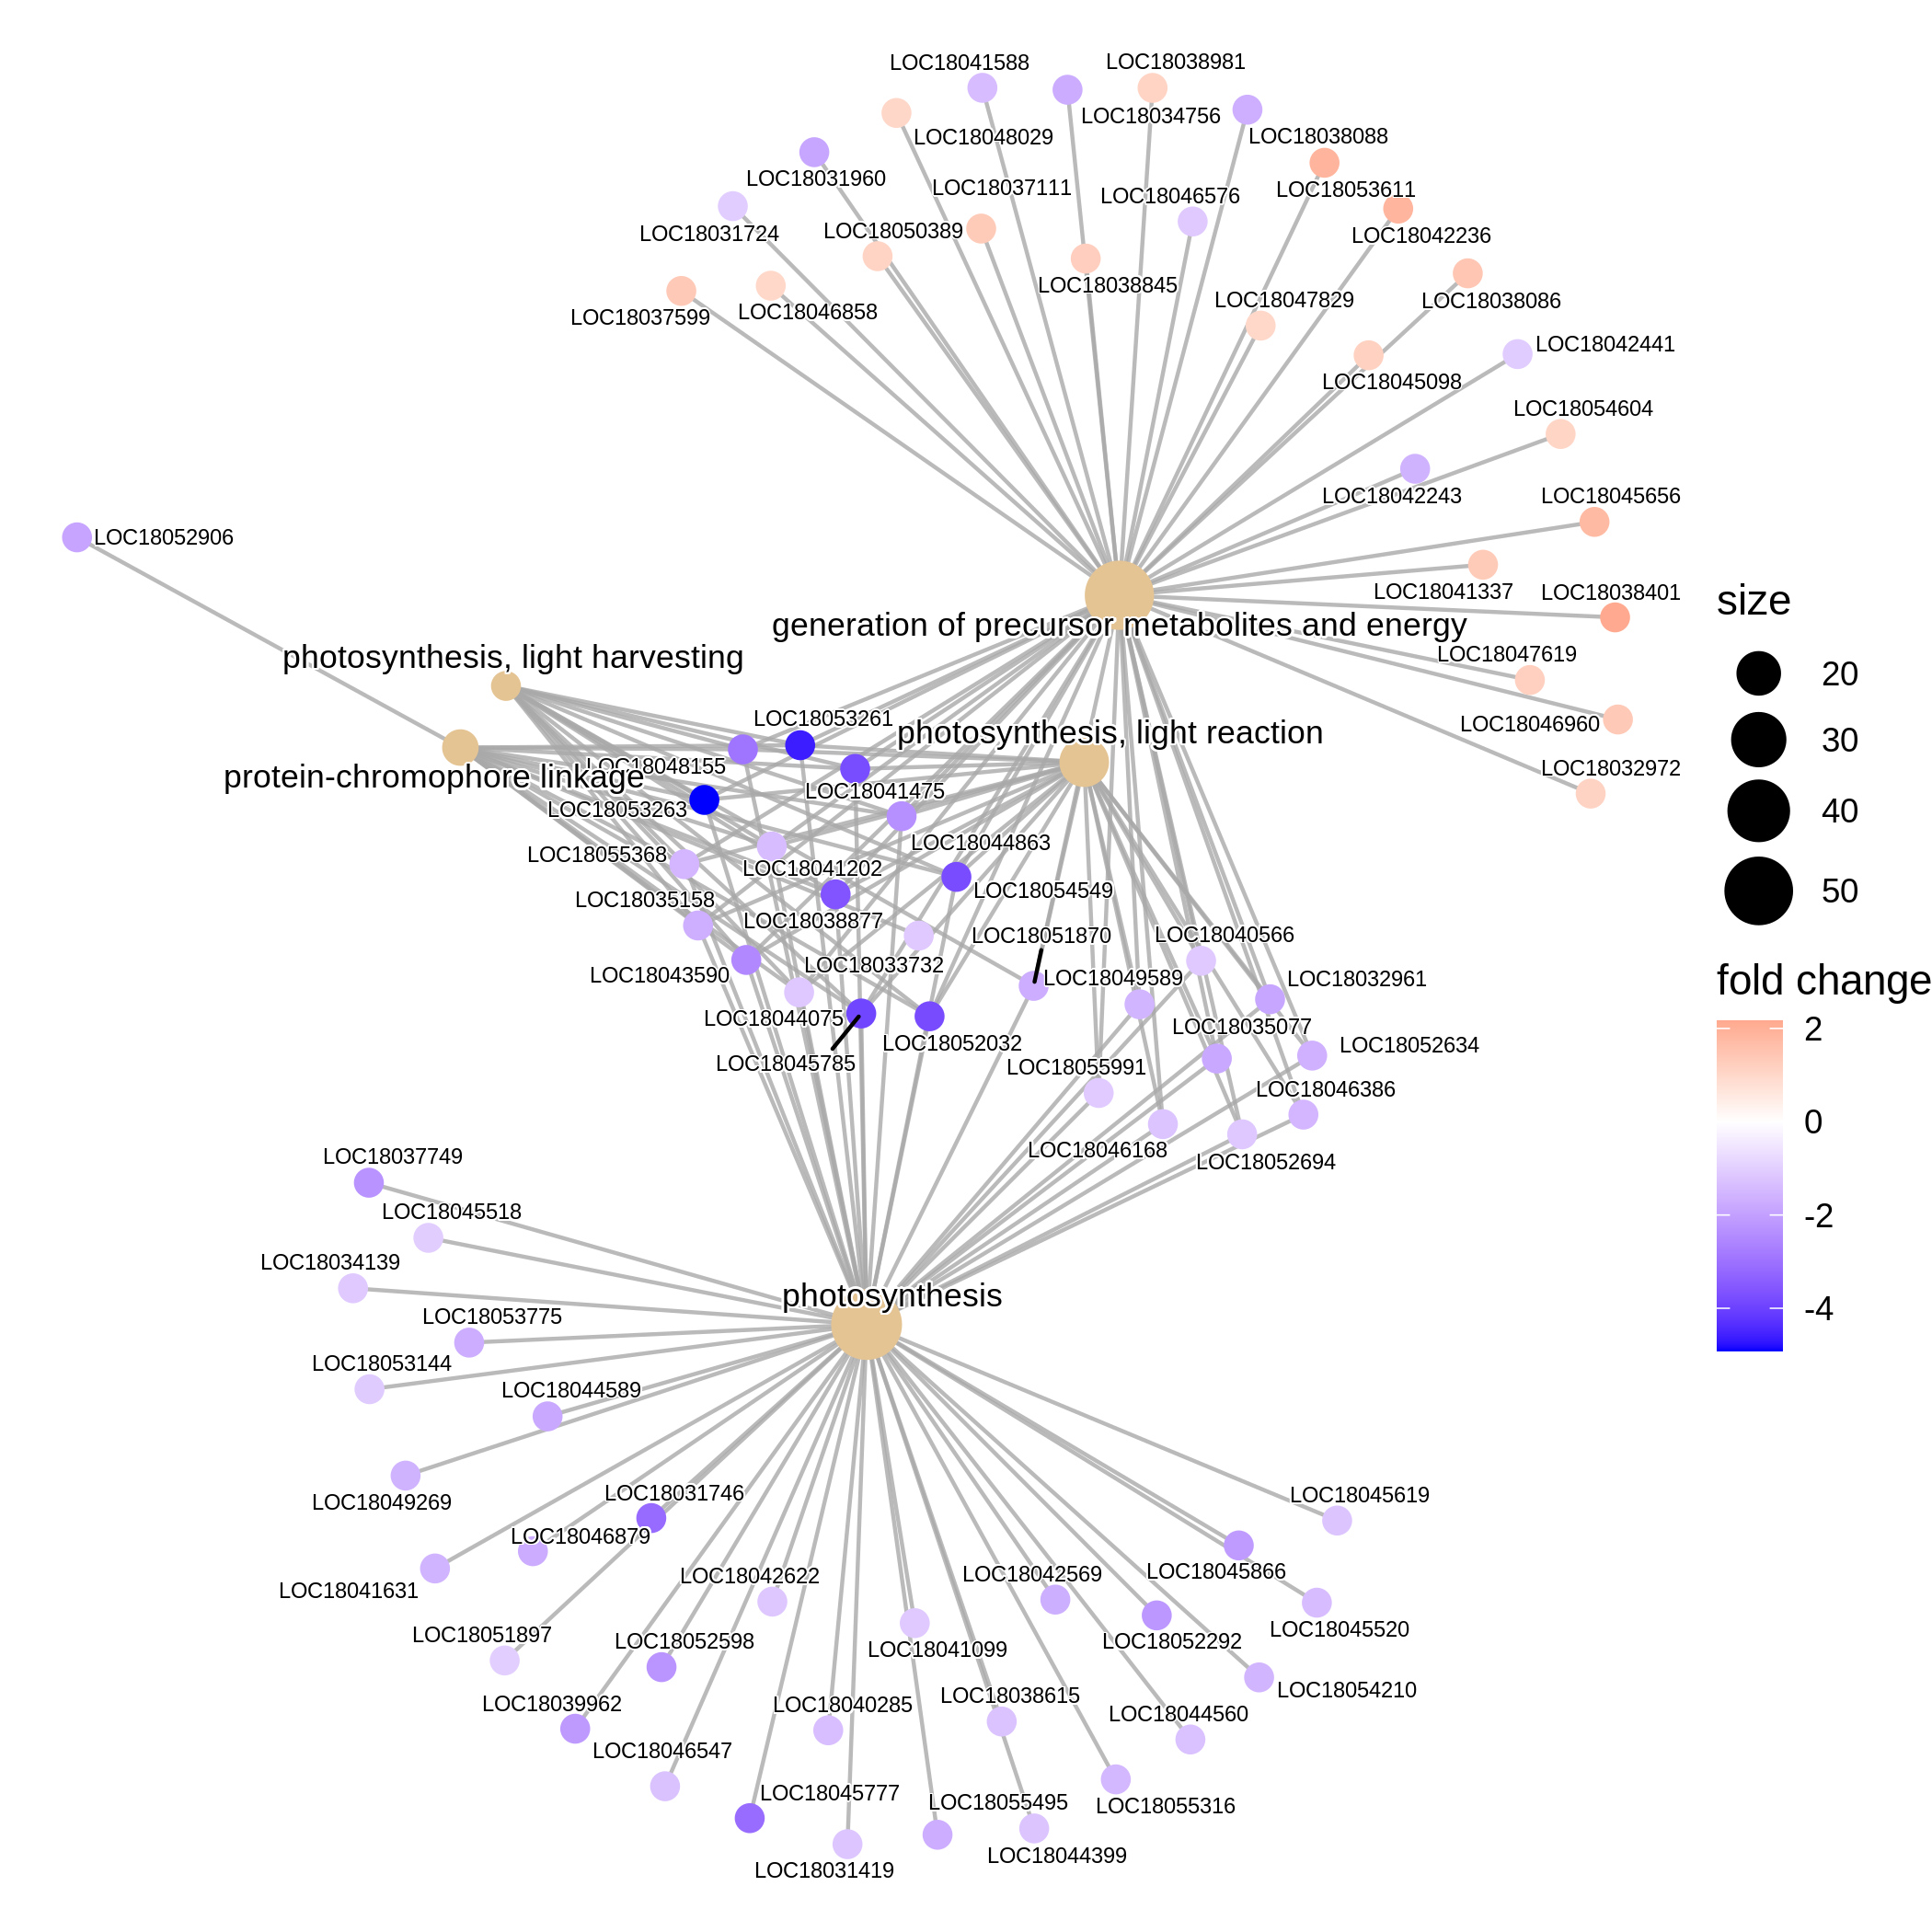 LOC18041588
LOC18038981
LOC18034756
LOC18048029
LOC18038088
LOC18031960
LOC18037111
LOC18046576
LOC18053611
LOC18031724
LOC18050389
LOC18042236
LOC18038845
LOC18047829
LOC18038086
LOC18037599
LOC18046858
LOC18042441
LOC18045098
LOC18054604
LOC18042243
LOC18045656
LOC18052906
LOC18041337
LOC18038401
generation of precursor metabolites and energy
photosynthesis, light harvesting
LOC18047619
LOC18053261
LOC18046960
photosynthesis, light reaction
LOC18048155
LOC18032972
protein-chromophore linkage
LOC18041475
LOC18053263
LOC18044863
LOC18055368
LOC18041202
LOC18054549
LOC18035158
LOC18038877
LOC18051870
LOC18040566
LOC18033732
LOC18043590
LOC18049589
LOC18032961
LOC18044075
LOC18035077
LOC18052032
LOC18052634
LOC18045785
LOC18055991
LOC18046386
LOC18046168
LOC18052694
LOC18037749
LOC18045518
LOC18034139
photosynthesis
LOC18053775
LOC18053144
LOC18044589
LOC18049269
LOC18031746
LOC18045619
LOC18046879
LOC18041631
LOC18042622
LOC18042569
LOC18045866
LOC18051897
LOC18052598
LOC18041099
LOC18052292
LOC18045520
LOC18039962
LOC18040285
LOC18038615
LOC18054210
LOC18044560
LOC18046547
LOC18045777
LOC18055495
LOC18055316
LOC18044399
LOC18031419
size
20
30
40
50
fold change
2
0
-2
-4